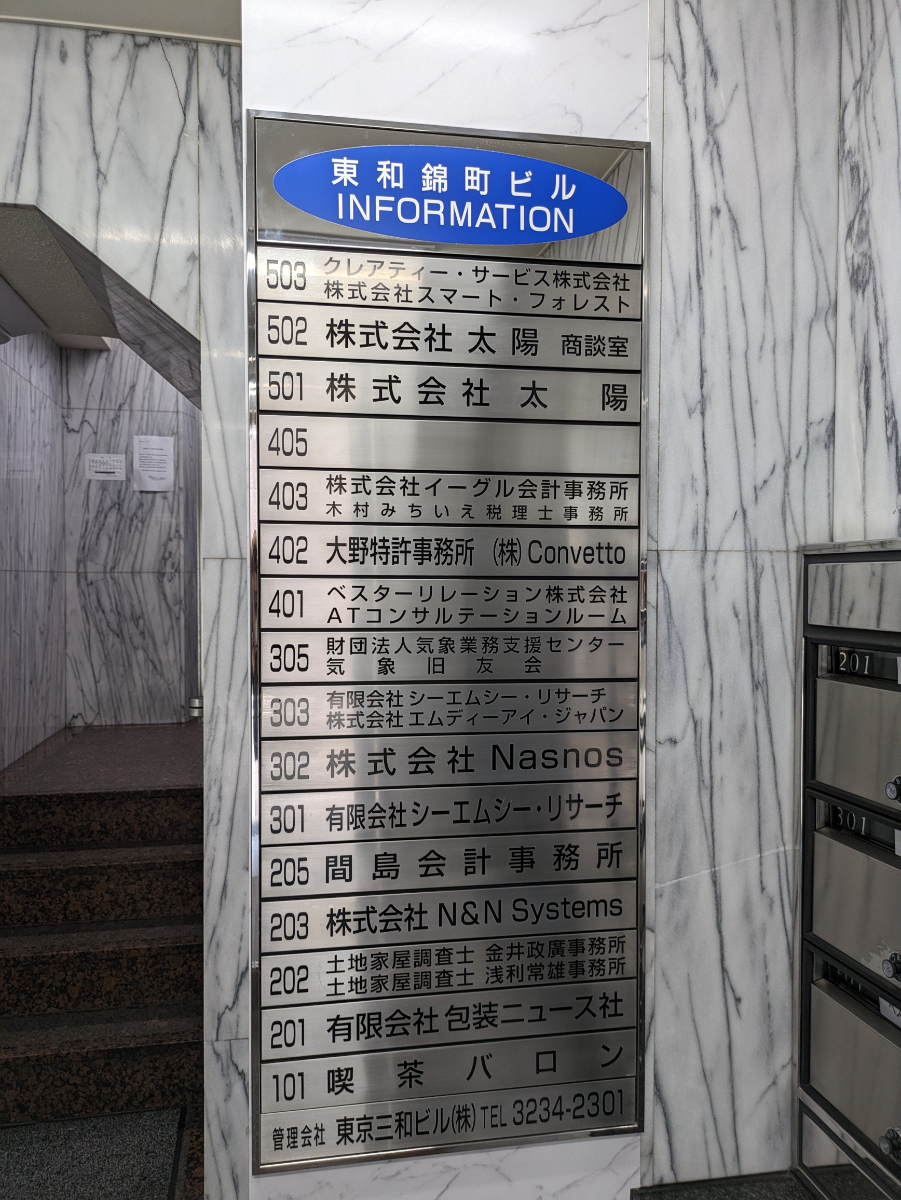 東和錦町ビル
INFORMATION
503 クレアティー・サービス株式会社
株式会社スマート・フォレスト
502 株式会社 太陽 商談室
501 株式会社太陽
405
403 株式会社イーグル会計事務所
木村みちいえ税理士事務所
402 大野特許事務所 (株)Convetto
401 ベスターリレーション株式会社
ATコンサルテーションルーム
305 財団法人気象業務支援センター
気象旧友会
303 有限会社シーエムシー・リサーチ
株式会社エムディーアイ・ジャパン
302 株式会社Nasnos
301 有限会社シーエムシー・リサーチ
205 間島会計事務所
203 株式会社 N&N Systems
202 土地家屋調査士 金井政廣事務所
土地家屋調査士 浅利常雄事務所
201 有限会社包装ニュース社
101 喫茶バロン
管理会社 東京三和ビル(株) TEL 3234-2301
201
301